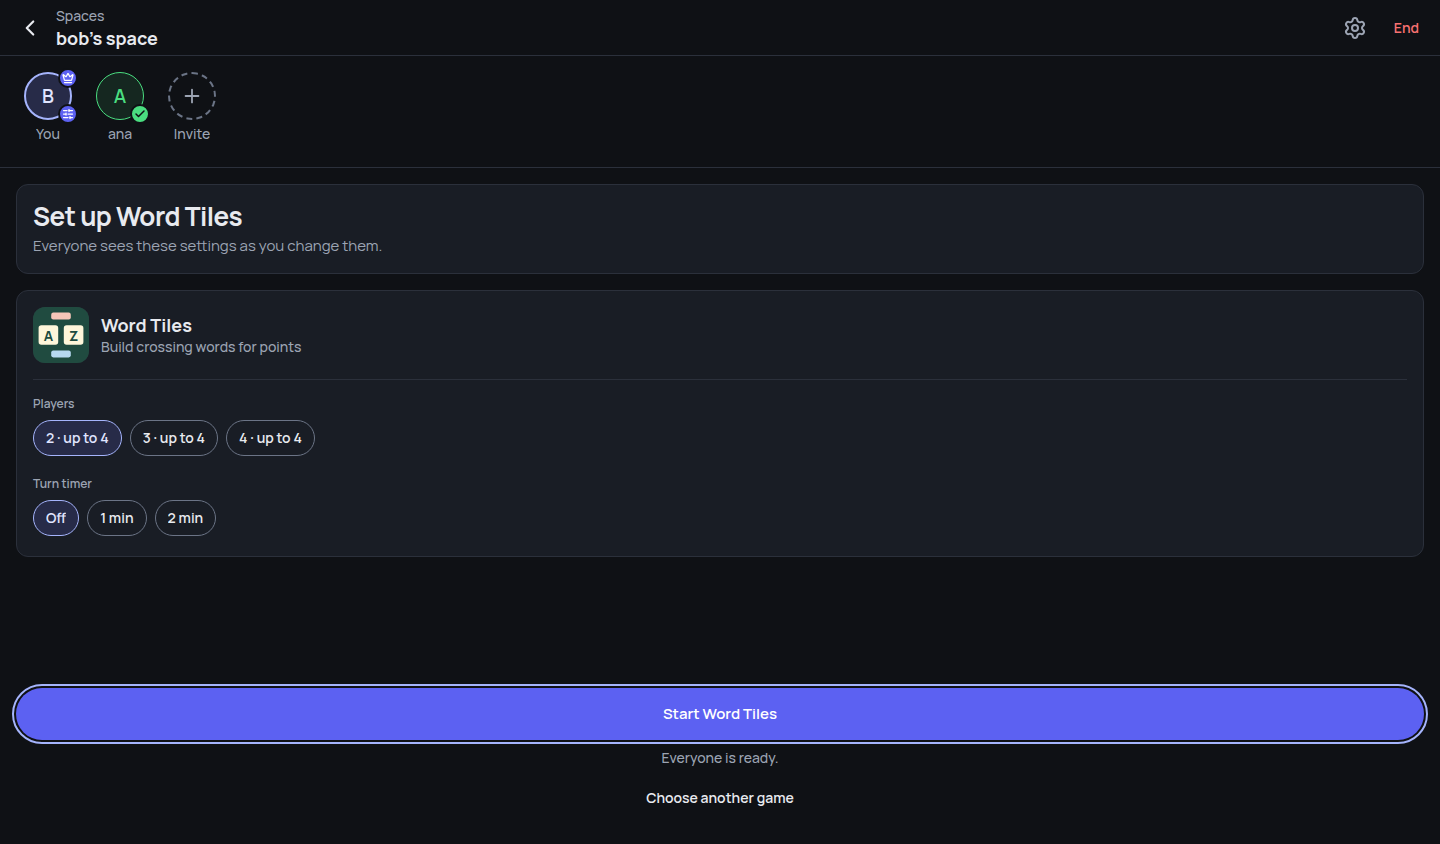 Spaces
bob's space
End
B
You
A
ana
Invite
Set up Word Tiles
Everyone sees these settings as you change them.
A Z
Word Tiles
Build crossing words for points
Players
2 · up to 4
3 · up to 4
4 · up to 4
Turn timer
Off
1 min
2 min
Start Word Tiles
Everyone is ready.
Choose another game